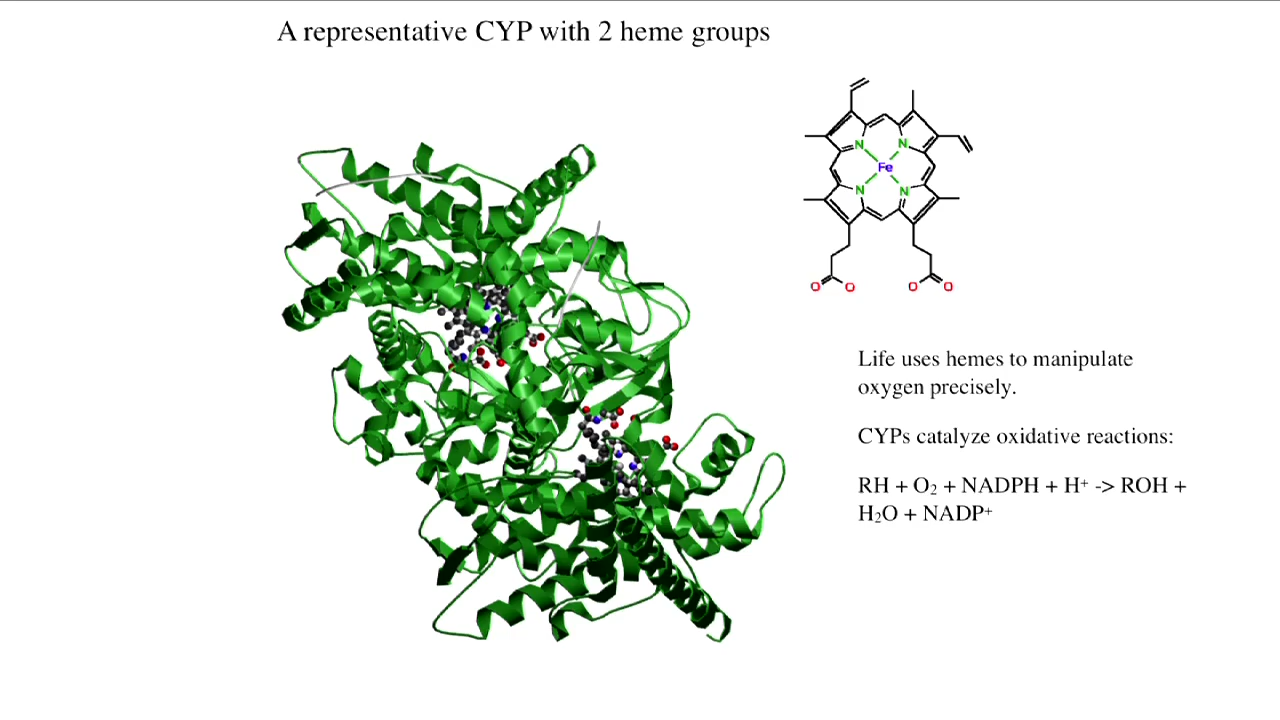 A representative CYP with 2 heme groups
N N
Fe
N N
O O O O
Life uses hemes to manipulate
oxygen precisely.
CYPs catalyze oxidative reactions:
RH + O₂ + NADPH + H⁺ -> ROH +
H₂O + NADP⁺